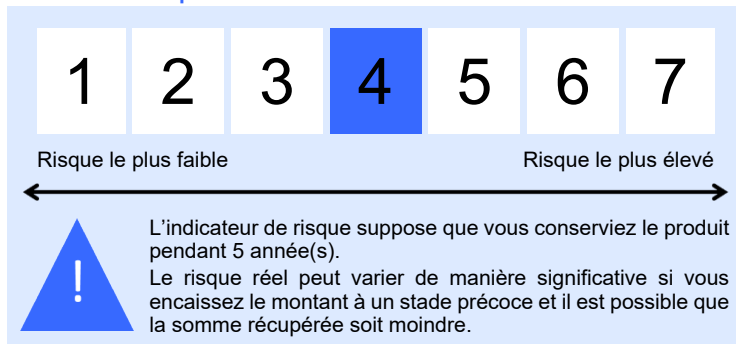 1 2 3 4 5 6 7
Risque le plus faible Risque le plus élevé
L'indicateur de risque suppose que vous conserviez le produit
pendant 5 année(s).
Le risque réel peut varier de manière significative si vous
encaissez le montant à un stade précoce et il est possible que
la somme récupérée soit moindre.
!